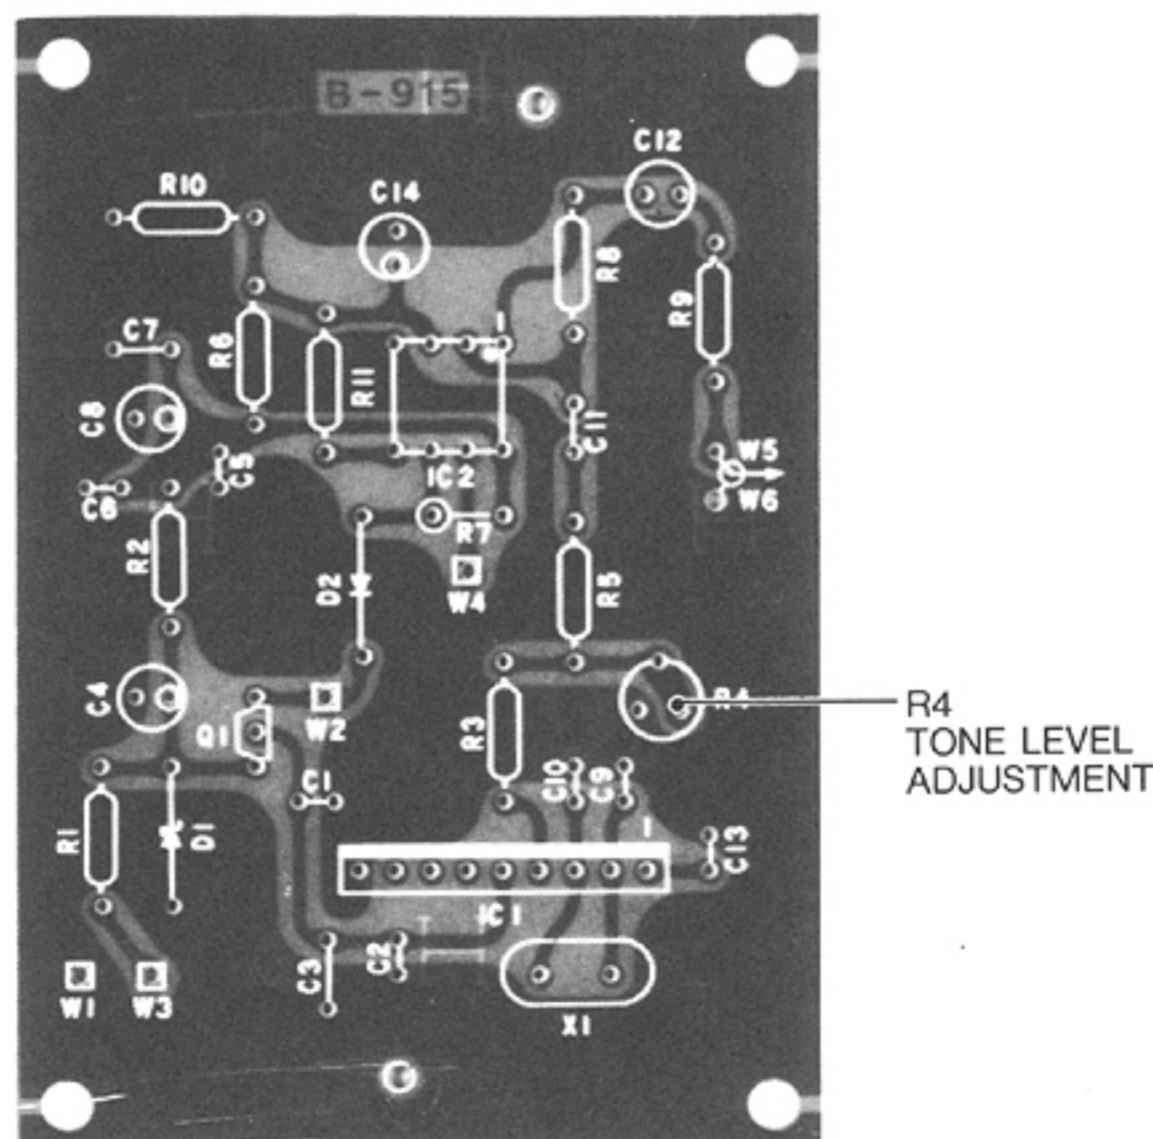 B-915
C12
R10
C14
R8
R9
C7
R6
R11
I
C8
C11
C5
W5
IC2
W6
C6
R7
R2
D2
W4
R5
C4
R4
R4
TONE LEVEL
ADJUSTMENT
W2
Q1
R3
C10
C9
C1
R1
D1
I
C13
IC1
C3
C2
W1
W3
X1